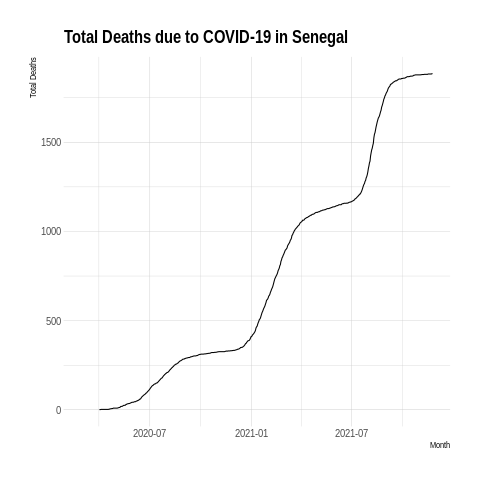 Total Deaths due to COVID-19 in Senegal
Total Deaths
1500
1000
500
0
2020-07 2021-01 2021-07
Month